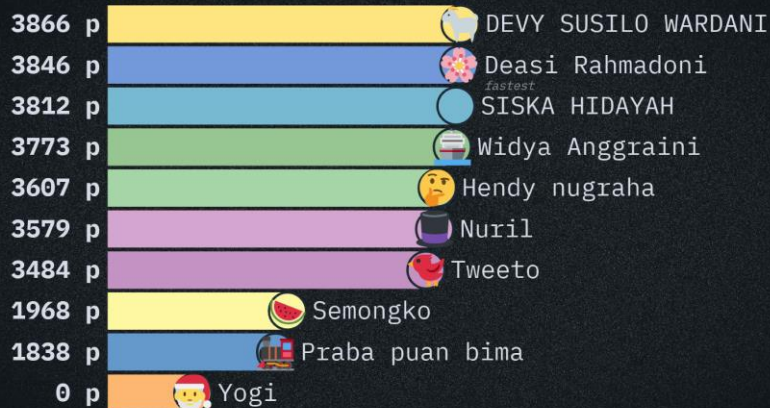 3866 p DEVY SUSILO WARDANI
3846 p Deasi Rahmadoni
fastest
3812 p SISKA HIDAYAH
3773 p Widya Anggraini
3607 p Hendy nugraha
3579 p Nuril
3484 p Tweeto
1968 p Semongko
1838 p Praba puan bima
0 p Yogi